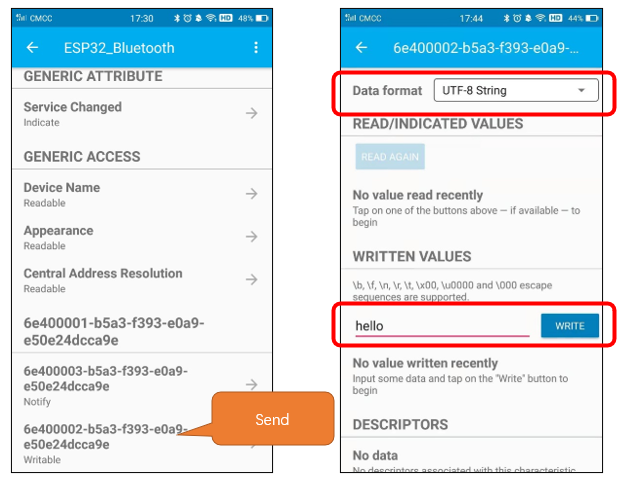 CMCC 17:30 HD 48%
ESP32_Bluetooth
GENERIC ATTRIBUTE
Service Changed
Indicate
GENERIC ACCESS
Device Name
Readable
Appearance
Readable
Central Address Resolution
Readable
6e400001-b5a3-f393-e0a9-
e50e24dcca9e
6e400003-b5a3-f393-e0a9-
e50e24dcca9e
Notify
6e400002-b5a3-f393-e0a9-
e50e24dcca9e
Writable
Send
CMCC 17:44 HD 44%
6e400002-b5a3-f393-e0a9-...
Data format UTF-8 String
READ/INDICATED VALUES
READ AGAIN
No value read recently
Tap on one of the buttons above — if available — to
begin
WRITTEN VALUES
\b, \f, \n, \r, \t, \x00, \u0000 and \000 escape
sequences are supported.
hello WRITE
No value written recently
Input some data and tap on the "Write" button to
begin
DESCRIPTORS
No data
No descriptors associated with this characteristic